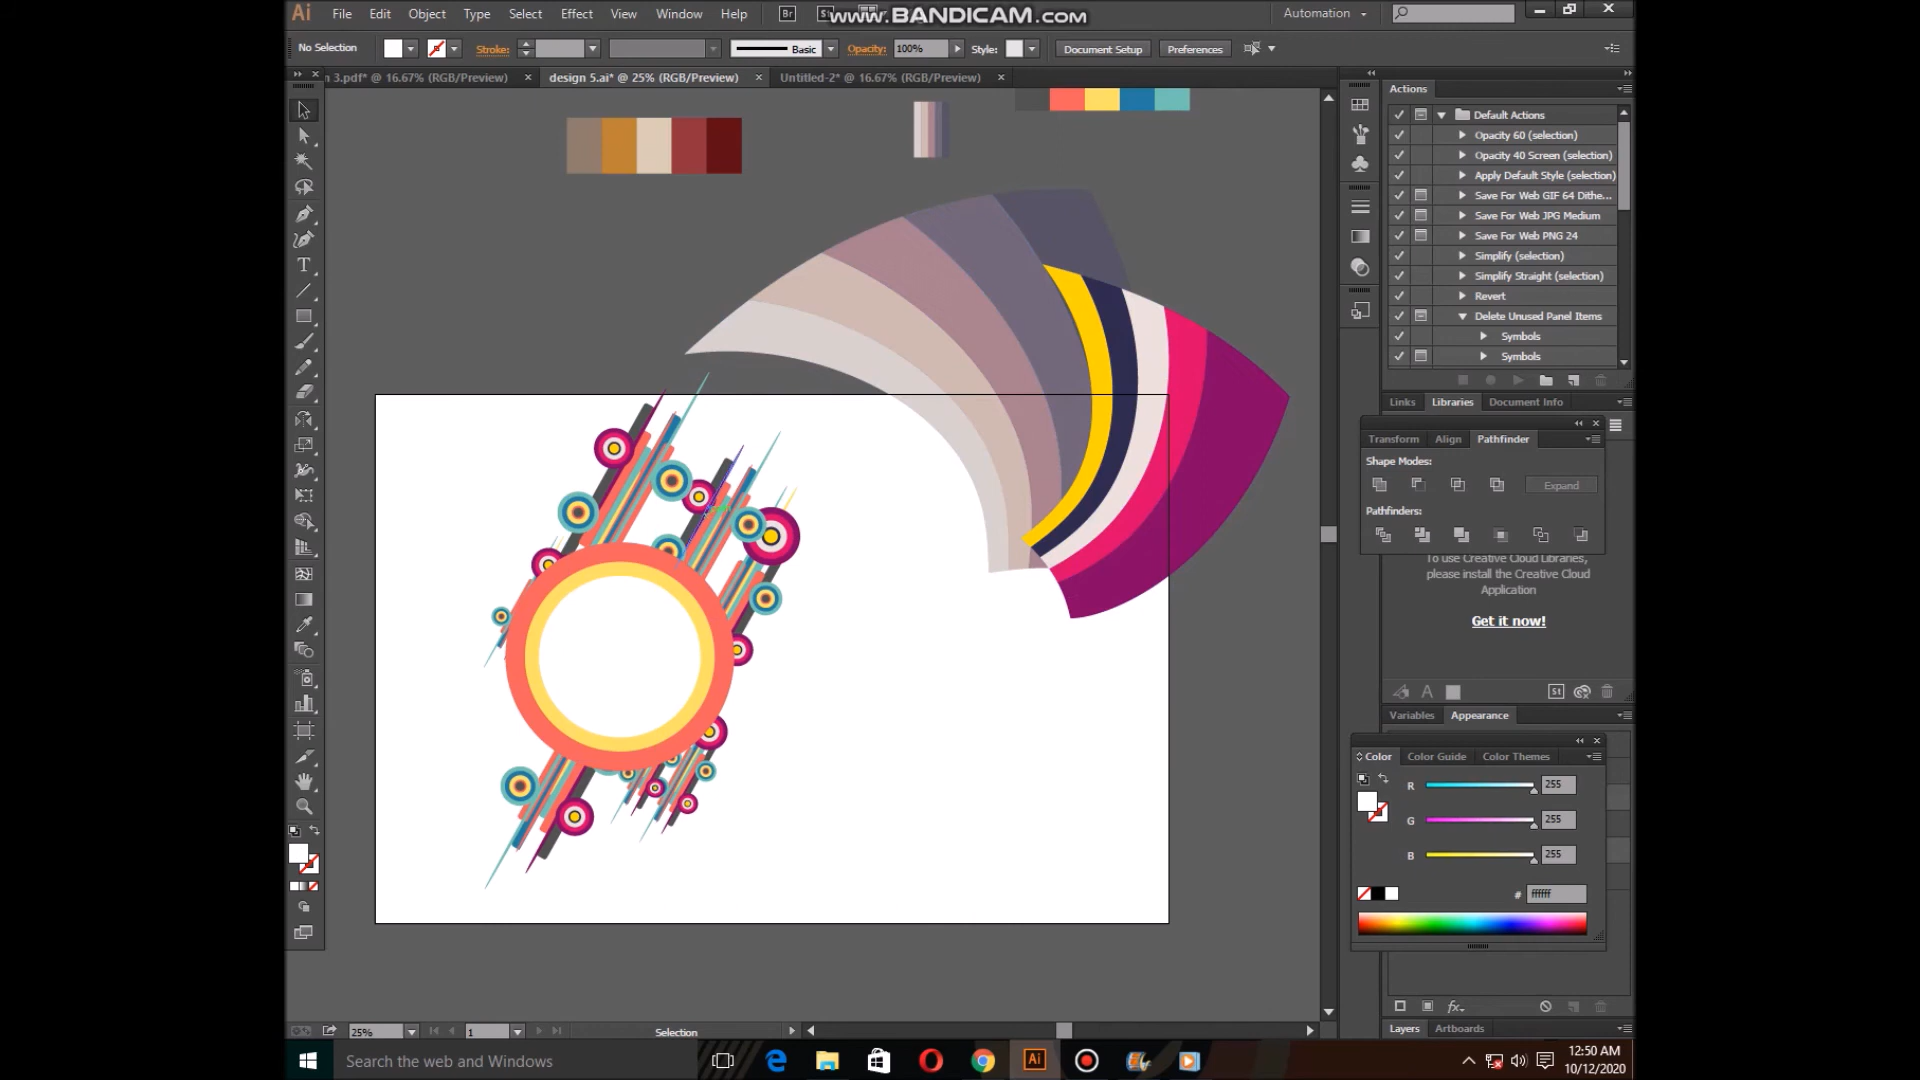 Ai File Edit Object Type Select Effect View Window Help Br St www.BANDICAM.com Automation
No Selection Stroke: Basic Opacity: 100% Style: Document Setup Preferences
n 3.pdf* @ 16.67% (RGB/Preview) × design 5.ai* @ 25% (RGB/Preview) × Untitled-2* @ 16.67% (RGB/Preview) ×
Actions
Default Actions
Opacity 60 (selection)
Opacity 40 Screen (selection)
Apply Default Style (selection)
Save For Web GIF 64 Dithe...
Save For Web JPG Medium
Save For Web PNG 24
Simplify (selection)
Simplify Straight (selection)
Revert
Delete Unused Panel Items
Symbols
Symbols
Links Libraries Document Info
Transform Align Pathfinder
Shape Modes:
Expand
Pathfinders:
To use Creative Cloud Libraries,
please install the Creative Cloud
Application
Get it now!
St
Variables Appearance
Color Color Guide Color Themes
R 255
G 255
B 255
# ffffff
fx
25% 1 Selection
Layers Artboards
Search the web and Windows
Ai
12:50 AM
10/12/2020